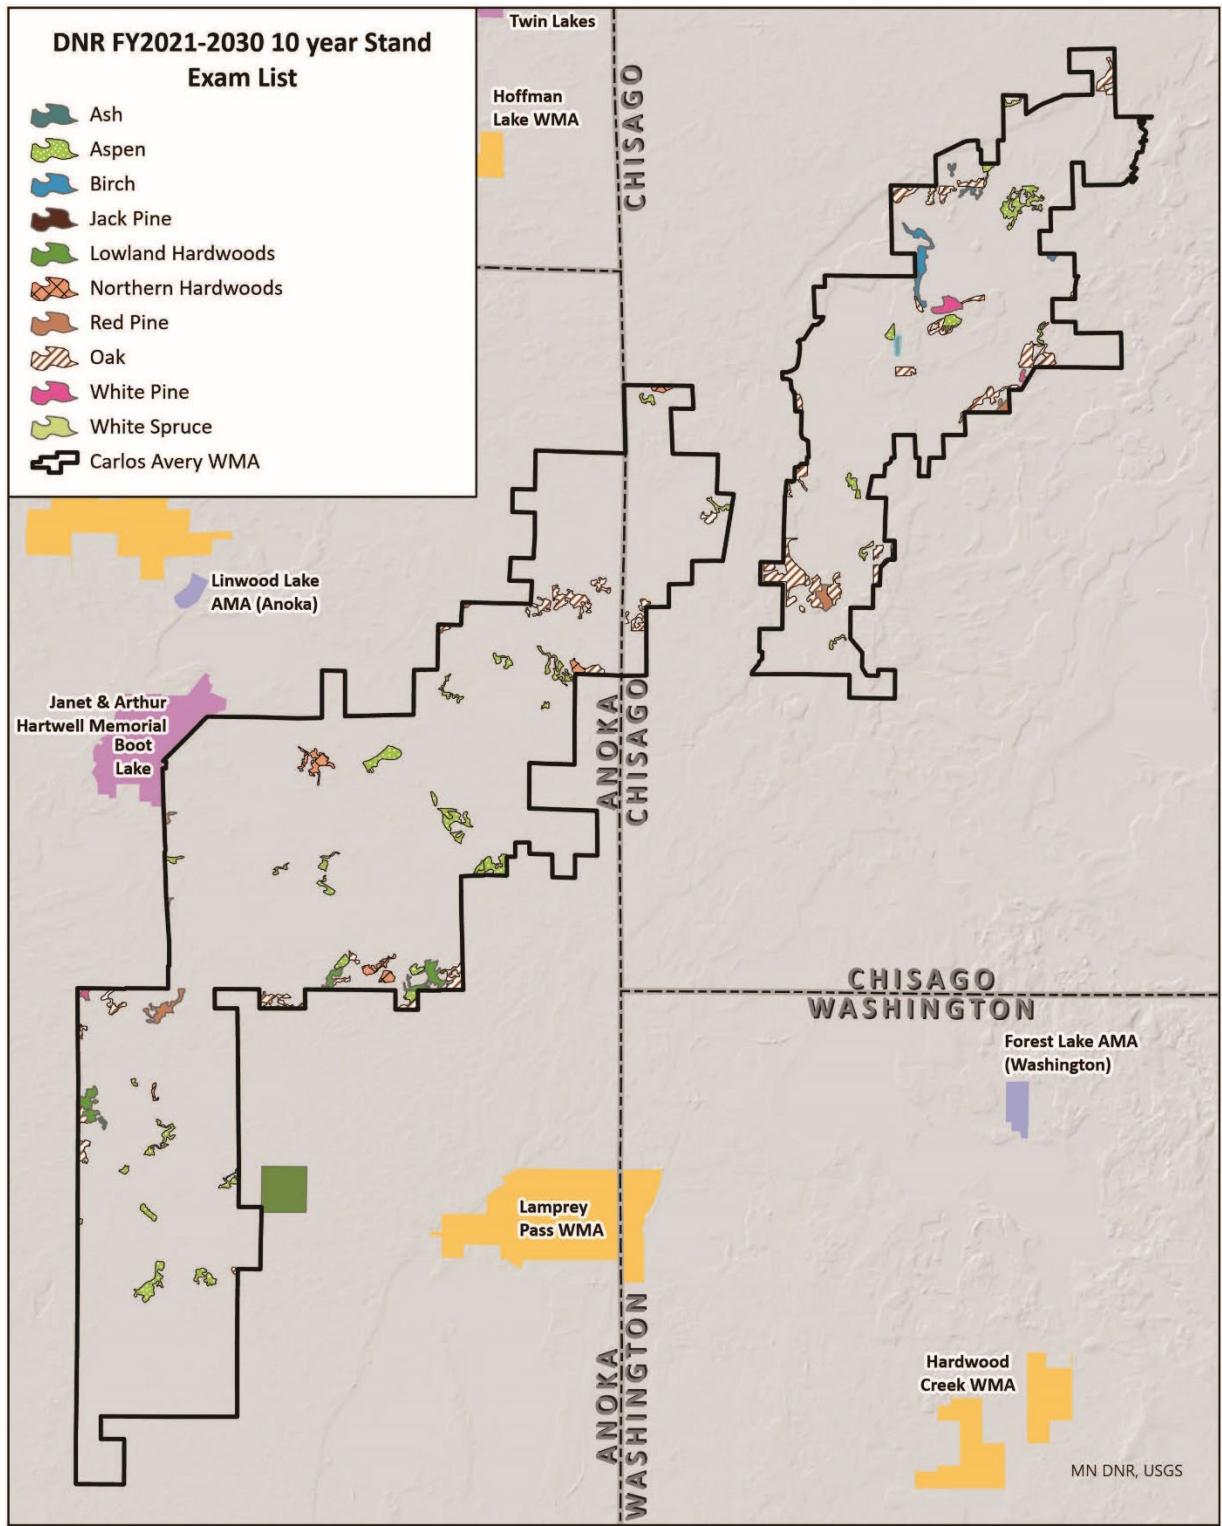 DNR FY2021-2030 10 year Stand
Exam List
Ash
Aspen
Birch
Jack Pine
Lowland Hardwoods
Northern Hardwoods
Red Pine
Oak
White Pine
White Spruce
Carlos Avery WMA
Twin Lakes
Hoffman
Lake WMA
CHISAGO
Linwood Lake
AMA (Anoka)
Janet & Arthur
Hartwell Memorial
Boot
Lake
ANOKA
CHISAGO
CHISAGO
WASHINGTON
Forest Lake AMA
(Washington)
Lamprey
Pass WMA
ANOKA
WASHINGTON
Hardwood
Creek WMA
MN DNR, USGS